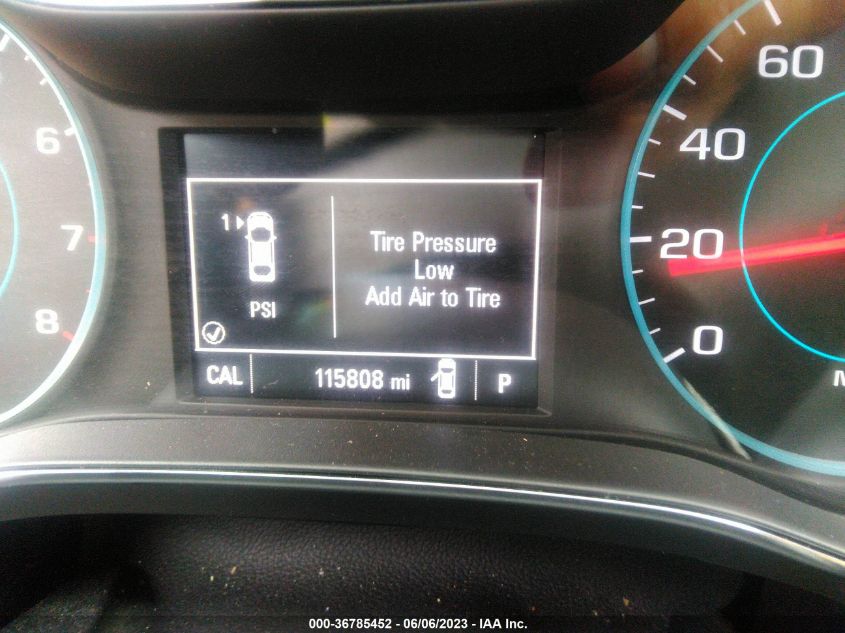 60
6
40
1
Tire Pressure
7
20
Low
Add Air to Tire
PSI
8
0
CAL
115808 mi
P
M
000-36785452 - 06/06/2023 - IAA Inc.